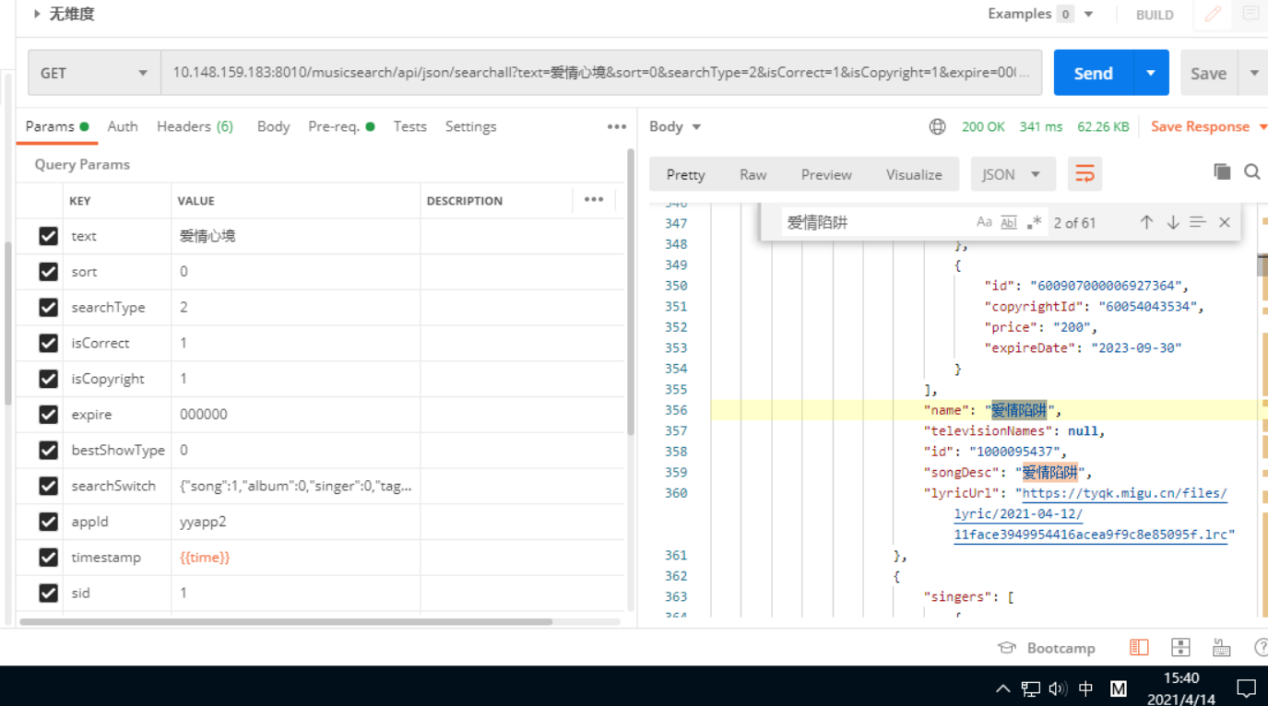 无维度
Examples 0
BUILD
GET
10.148.159.183:8010/musicsearch/api/json/searchall?text=爱情心境&sort=0&searchType=2&isCorrect=1&isCopyright=1&expire=000...
Send
Save
Params
Auth
Headers (6)
Body
Pre-req.
Tests
Settings
Query Params
KEY VALUE DESCRIPTION
text 爱情心境
sort 0
searchType 2
isCorrect 1
isCopyright 1
expire 000000
bestShowType 0
searchSwitch {"song":1,"album":0,"singer":0,"tag...
appId yyapp2
timestamp {{time}}
sid 1
Body
200 OK 341 ms 62.26 KB Save Response
Pretty Raw Preview Visualize JSON
爱情陷阱 Aa Abl .* 2 of 61
346
347
348 },
349 {
350 "id": "600907000006927364",
351 "copyrightId": "60054043534",
352 "price": "200",
353 "expireDate": "2023-09-30"
354 }
355 ],
356 "name": "爱情陷阱",
357 "televisionNames": null,
358 "id": "1000095437",
359 "songDesc": "爱情陷阱",
360 "lyricUrl": "https://tyqk.migu.cn/files/
lyric/2021-04-12/
11face3949954416acea9f9c8e85095f.lrc"
361 },
362 {
363 "singers": [
364 {
Bootcamp
中 M
15:40
2021/4/14